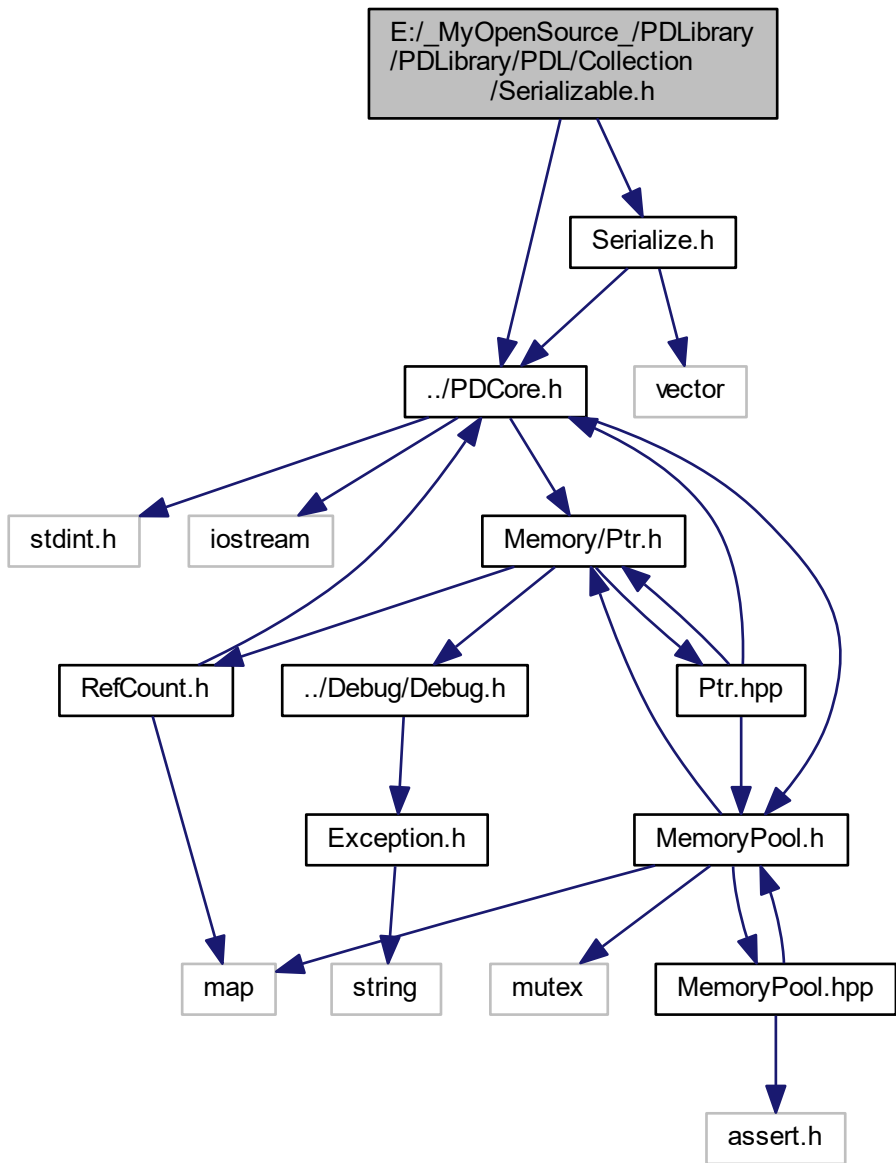 E:/_MyOpenSource_/PDLibrary
/PDLibrary/PDL/Collection
/Serializable.h
Serialize.h
../PDCore.h
vector
stdint.h
iostream
Memory/Ptr.h
RefCount.h
../Debug/Debug.h
Ptr.hpp
Exception.h
MemoryPool.h
map
string
mutex
MemoryPool.hpp
assert.h